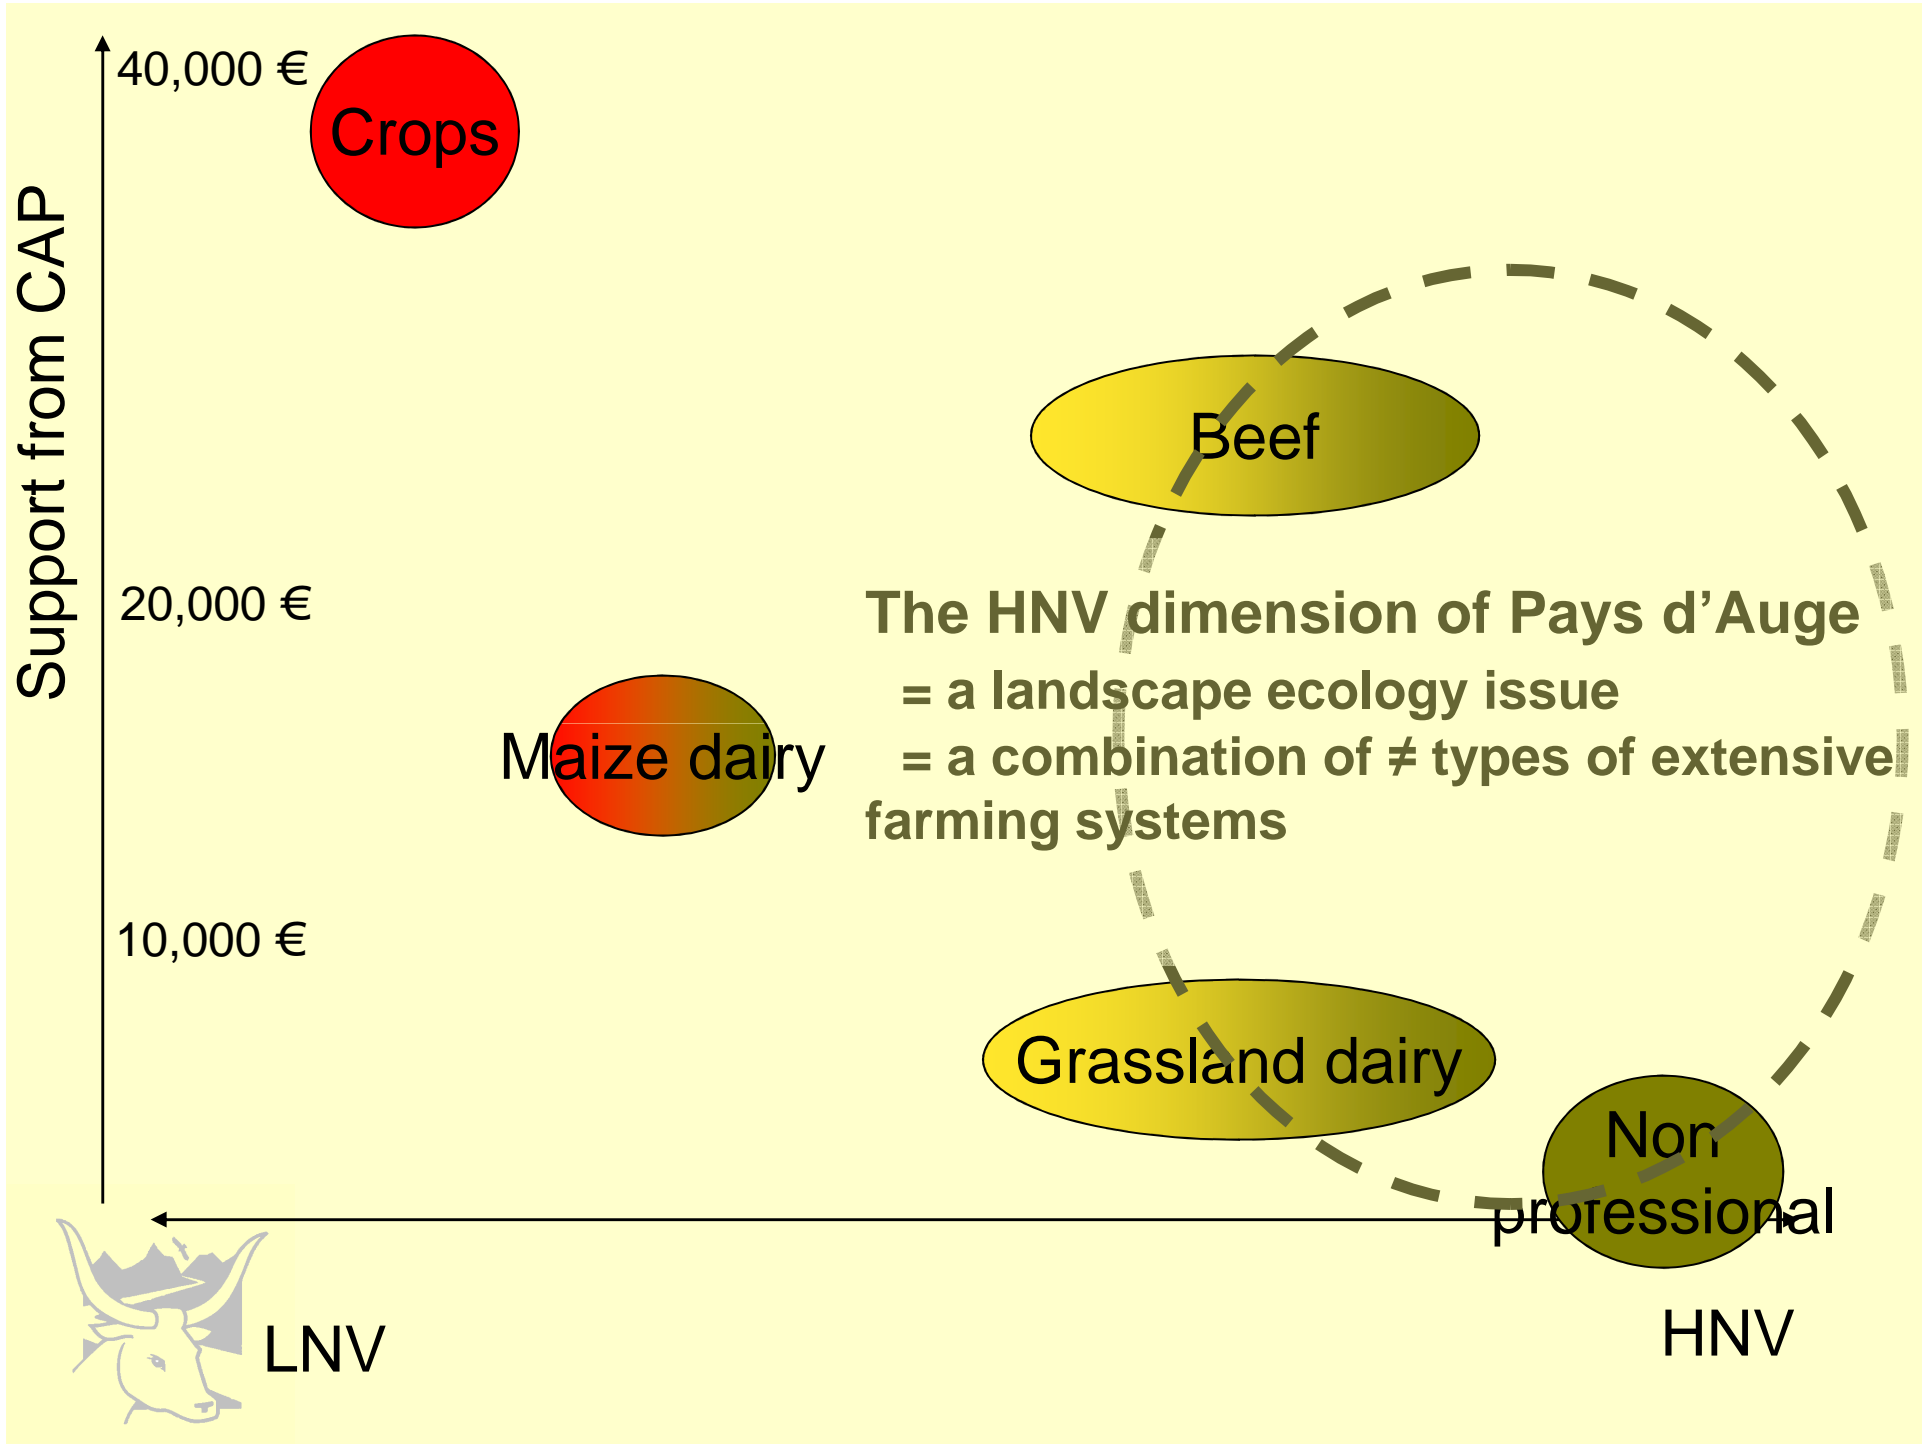 40,000 €
Crops
Support from CAP
Beef
20,000 €
The HNV dimension of Pays d’Auge
= a landscape ecology issue
Maize dairy
= a combination of ≠ types of extensive
farming systems
10,000 €
Grassland dairy
Non
professional
LNV
HNV